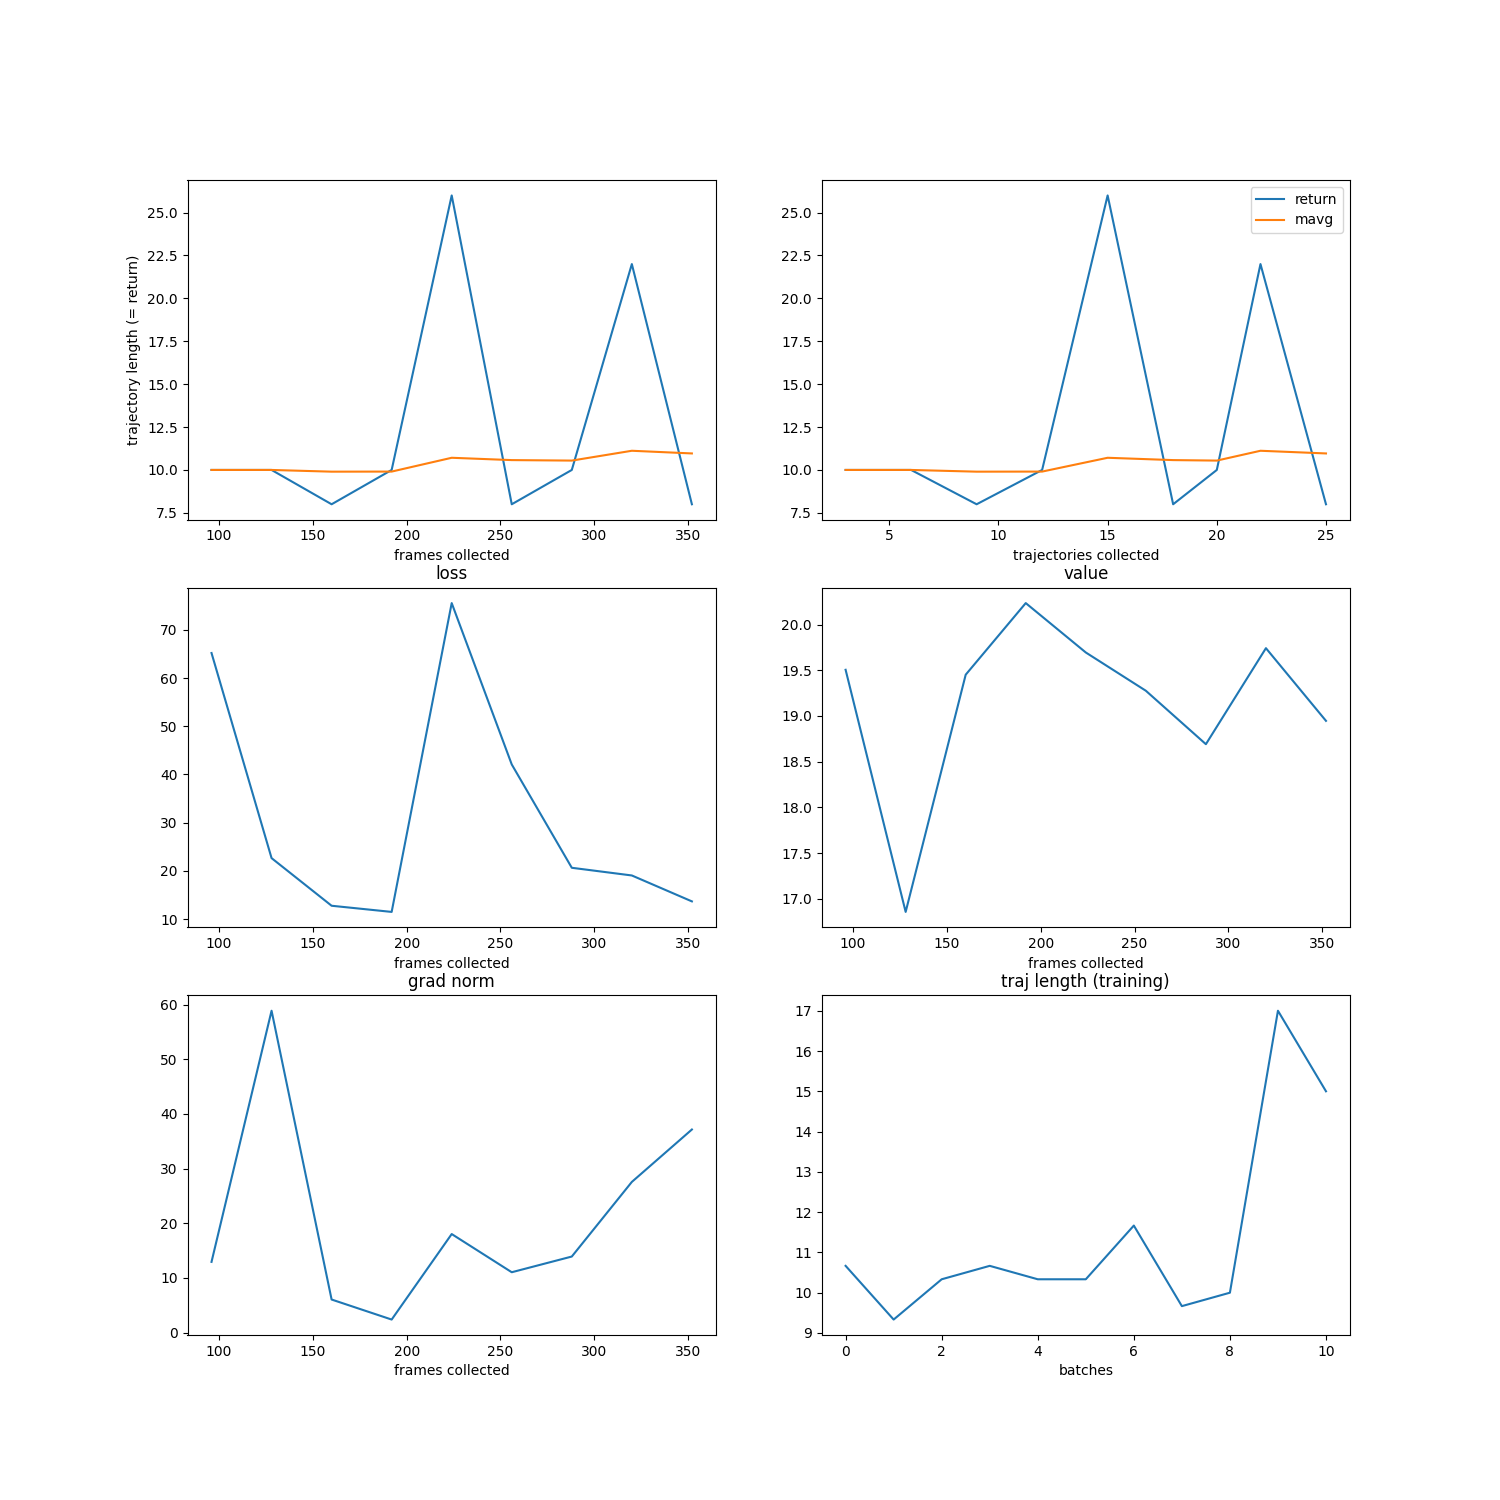 trajectory length (= return)
25.0
22.5
20.0
17.5
15.0
12.5
10.0
7.5
100 150 200 250 300 350
frames collected
return
mavg
25.0
22.5
20.0
17.5
15.0
12.5
10.0
7.5
5 10 15 20 25
trajectories collected
loss
70
60
50
40
30
20
10
100 150 200 250 300 350
frames collected
value
20.0
19.5
19.0
18.5
18.0
17.5
17.0
100 150 200 250 300 350
frames collected
grad norm
60
50
40
30
20
10
0
100 150 200 250 300 350
frames collected
traj length (training)
17
16
15
14
13
12
11
10
9
0 2 4 6 8 10
batches